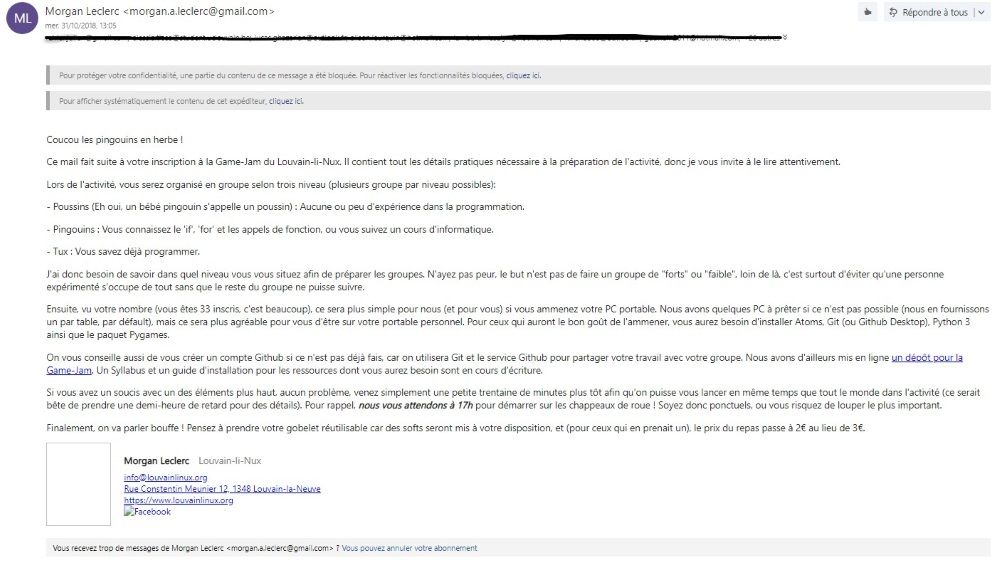 ML
Morgan Leclerc <morgan.a.leclerc@gmail.com>
Répondre à tous
mer. 31/10/2018, 13:05
Pour protéger votre confidentialité, une partie du contenu de ce message a été bloquée. Pour réactiver les fonctionnalités bloquées, cliquez ici.
Pour afficher systématiquement le contenu de cet expéditeur, cliquez ici.
Coucou les pingouins en herbe !
Ce mail fait suite à votre inscription à la Game-Jam du Louvain-li-Nux. Il contient tout les détails pratiques nécessaire à la préparation de l'activité, donc je vous invite à le lire attentivement.
Lors de l'activité, vous serez organisé en groupe selon trois niveau (plusieurs groupe par niveau possibles):
- Poussins (Eh oui, un bébé pingouin s'appelle un poussin) : Aucune ou peu d'expérience dans la programmation.
- Pingouins : Vous connaissez le 'if', 'for' et les appels de fonction, ou vous suivez un cours d'informatique.
- Tux : Vous savez déjà programmer.
J'ai donc besoin de savoir dans quel niveau vous vous situez afin de préparer les groupes. N'ayez pas peur, le but n'est pas de faire un groupe de "forts" ou "faible", loin de là, c'est surtout d'éviter qu'une personne
expérimenté s'occupe de tout sans que le reste du groupe ne puisse suivre.
Ensuite, vu votre nombre (vous êtes 33 inscris, c'est beaucoup), ce sera plus simple pour nous (et pour vous) si vous ammenez votre PC portable. Nous avons quelques PC à prêter si ce n'est pas possible (nous en fournissons
un par table, par défault), mais ce sera plus agréable pour vous d'être sur votre portable personnel. Pour ceux qui auront le bon goût de l'ammener, vous aurez besoin d'installer Atoms, Git (ou Github Desktop), Python 3
ainsi que le paquet Pygames.
On vous conseille aussi de vous créer un compte Github si ce n'est pas déjà fais, car on utilisera Git et le service Github pour partager votre travail avec votre groupe. Nous avons d'ailleurs mis en ligne un dépôt pour la
Game-Jam. Un Syllabus et un guide d'installation pour les ressources dont vous aurez besoin sont en cours d'écriture.
Si vous avez un soucis avec un des éléments plus haut, aucun problème, venez simplement une petite trentaine de minutes plus tôt afin qu'on puisse vous lancer en même temps que tout le monde dans l'activité (ce serait
bête de prendre une demi-heure de retard pour des détails). Pour rappel, nous vous attendons à 17h pour démarrer sur les chappeaux de roue ! Soyez donc ponctuels, ou vous risquez de louper le plus important.
Finalement, on va parler bouffe ! Pensez à prendre votre gobelet réutilisable car des softs seront mis à votre disposition, et (pour ceux qui en prenait un), le prix du repas passe à 2€ au lieu de 3€.
Morgan Leclerc Louvain-li-Nux
info@louvainlinux.org
Rue Constentin Meunier 12, 1348 Louvain-la-Neuve
https://www.louvainlinux.org
Facebook
Vous recevez trop de messages de Morgan Leclerc <morgan.a.leclerc@gmail.com> ? Vous pouvez annuler votre abonnement